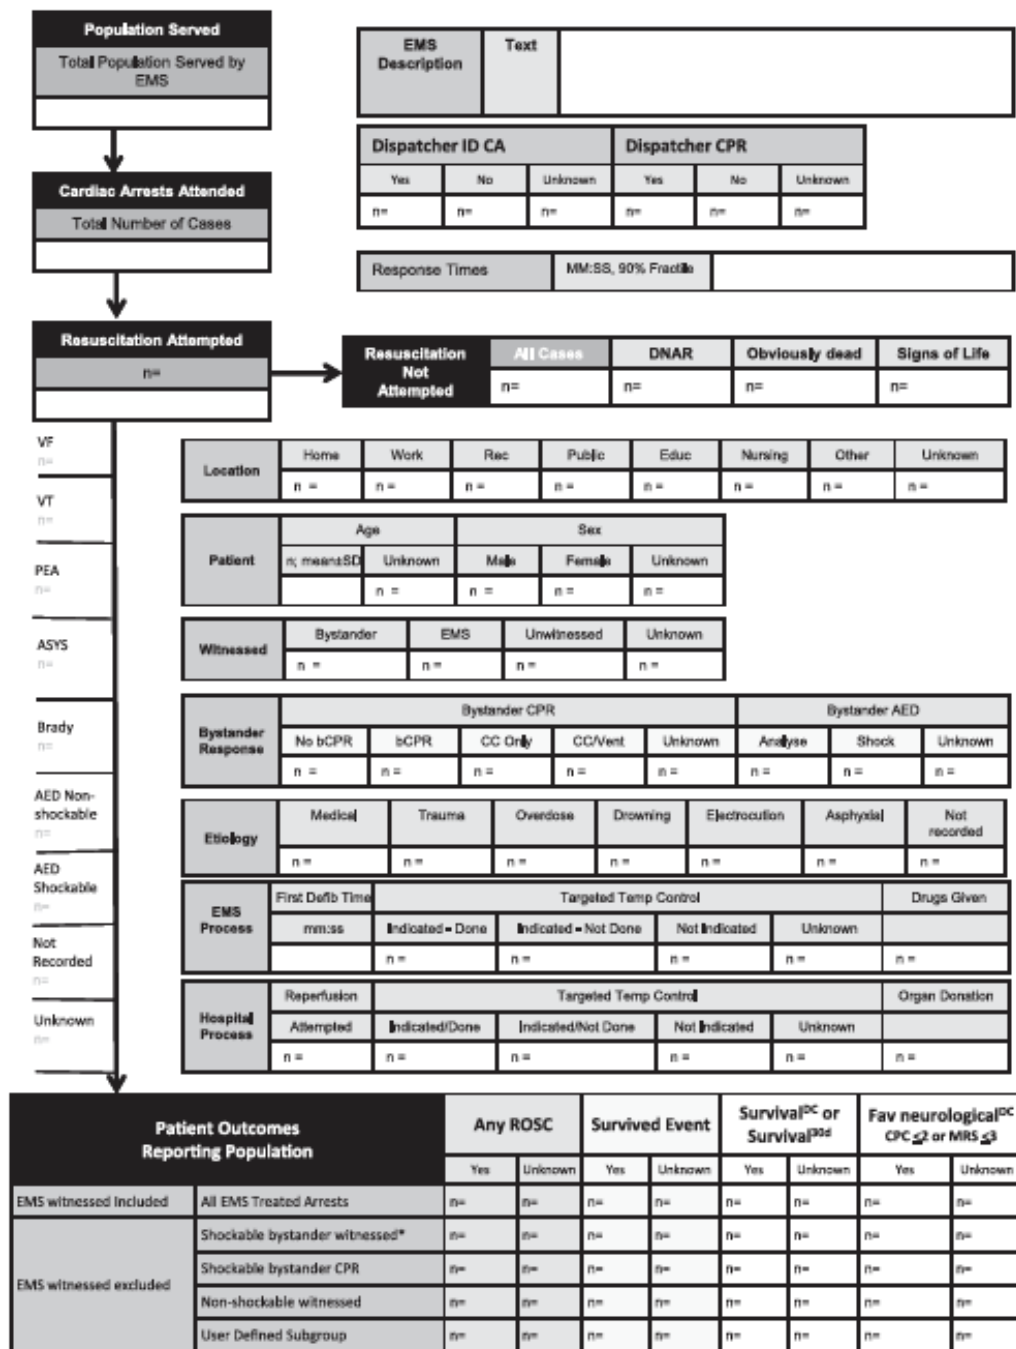 Population Served
Total Population Served by
EMS
EMS
Description
Text
Dispatcher ID CA
Dispatcher CPR
Yes
No
Unknown
Yes
No
Unknown
n=
n=
n=
n=
n=
n=
Cardiac Arrests Attended
Total Number of Cases
Response Times
MM:SS, 90% Fractile
Resuscitation Attempted
n=
Resuscitation
Not
Attempted
All Cases
DNAR
Obviously dead
Signs of Life
n=
n=
n=
n=
VF
n=
VT
n=
PEA
n=
ASYS
n=
Brady
n=
AED Non-
shockable
n=
AED
Shockable
n=
Not
Recorded
n=
Unknown
n=
Location
Home
Work
Rec
Public
Educ
Nursing
Other
Unknown
n =
n =
n =
n =
n =
n =
n =
n =
Patient
Age
Sex
n; mean±SD
Unknown
Male
Female
Unknown
n =
n =
n =
n =
Witnessed
Bystander
EMS
Unwitnessed
Unknown
n =
n =
n =
n =
Bystander
Response
Bystander CPR
Bystander AED
No bCPR
bCPR
CC Only
CC/Vent
Unknown
Analyse
Shock
Unknown
n =
n =
n =
n =
n =
n =
n =
n =
Etiology
Medical
Trauma
Overdose
Drowning
Electrocution
Asphyxial
Not
recorded
n =
n =
n =
n =
n =
n =
n =
EMS
Process
First Defib Time
Targeted Temp Control
Drugs Given
mm:ss
Indicated – Done
Indicated – Not Done
Not Indicated
Unknown
n =
n =
n =
n =
n =
Hospital
Process
Reperfusion
Targeted Temp Control
Organ Donation
Attempted
Indicated/Done
Indicated/Not Done
Not Indicated
Unknown
n =
n =
n =
n =
n =
n =
Patient Outcomes
Reporting Population
Any ROSC
Survived Event
Survival^DC or
Survival^30d
Fav neurological^DC
CPC ≤2 or MRS ≤3
Yes
Unknown
Yes
Unknown
Yes
Unknown
Yes
Unknown
EMS witnessed Included
All EMS Treated Arrests
n=
n=
n=
n=
n=
n=
n=
n=
EMS witnessed excluded
Shockable bystander witnessed*
n=
n=
n=
n=
n=
n=
n=
n=
Shockable bystander CPR
n=
n=
n=
n=
n=
n=
n=
n=
Non-shockable witnessed
n=
n=
n=
n=
n=
n=
n=
n=
User Defined Subgroup
n=
n=
n=
n=
n=
n=
n=
n=